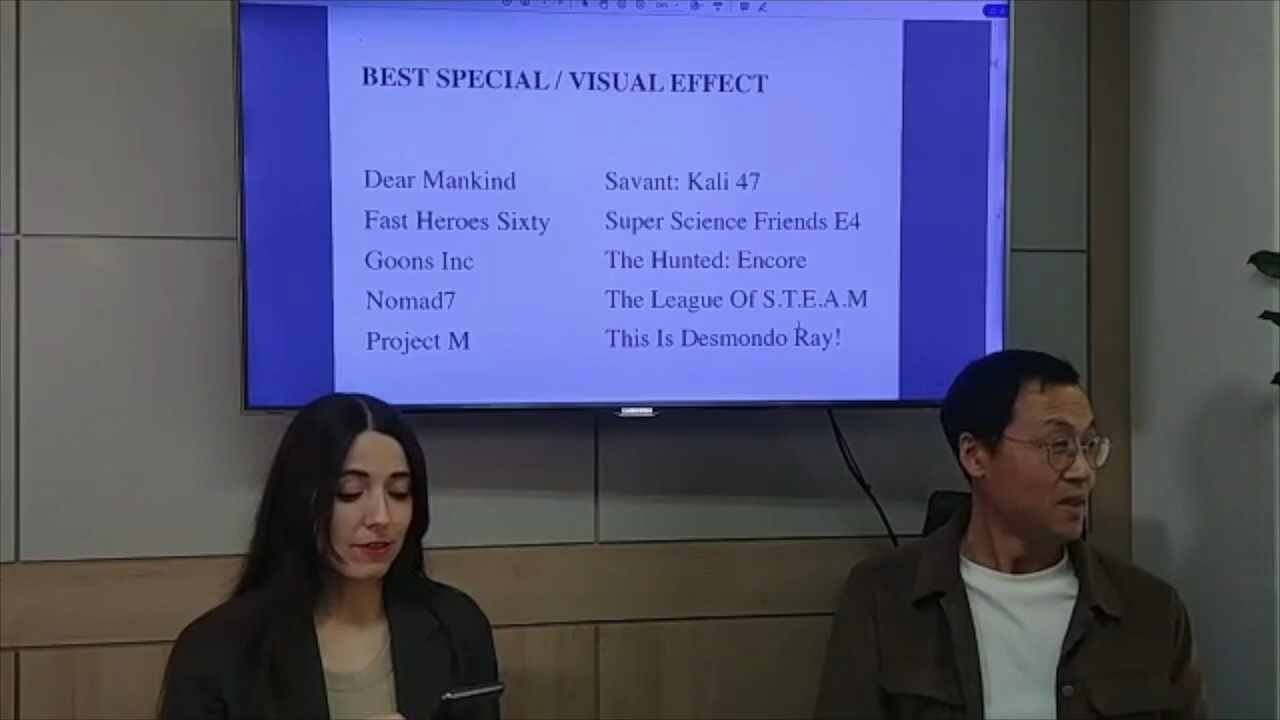 BEST SPECIAL / VISUAL EFFECT
Dear Mankind
Fast Heroes Sixty
Goons Inc
Nomad7
Project M
Savant: Kali 47
Super Science Friends E4
The Hunted: Encore
The League Of S.T.E.A.M
This Is Desmondo Ray!